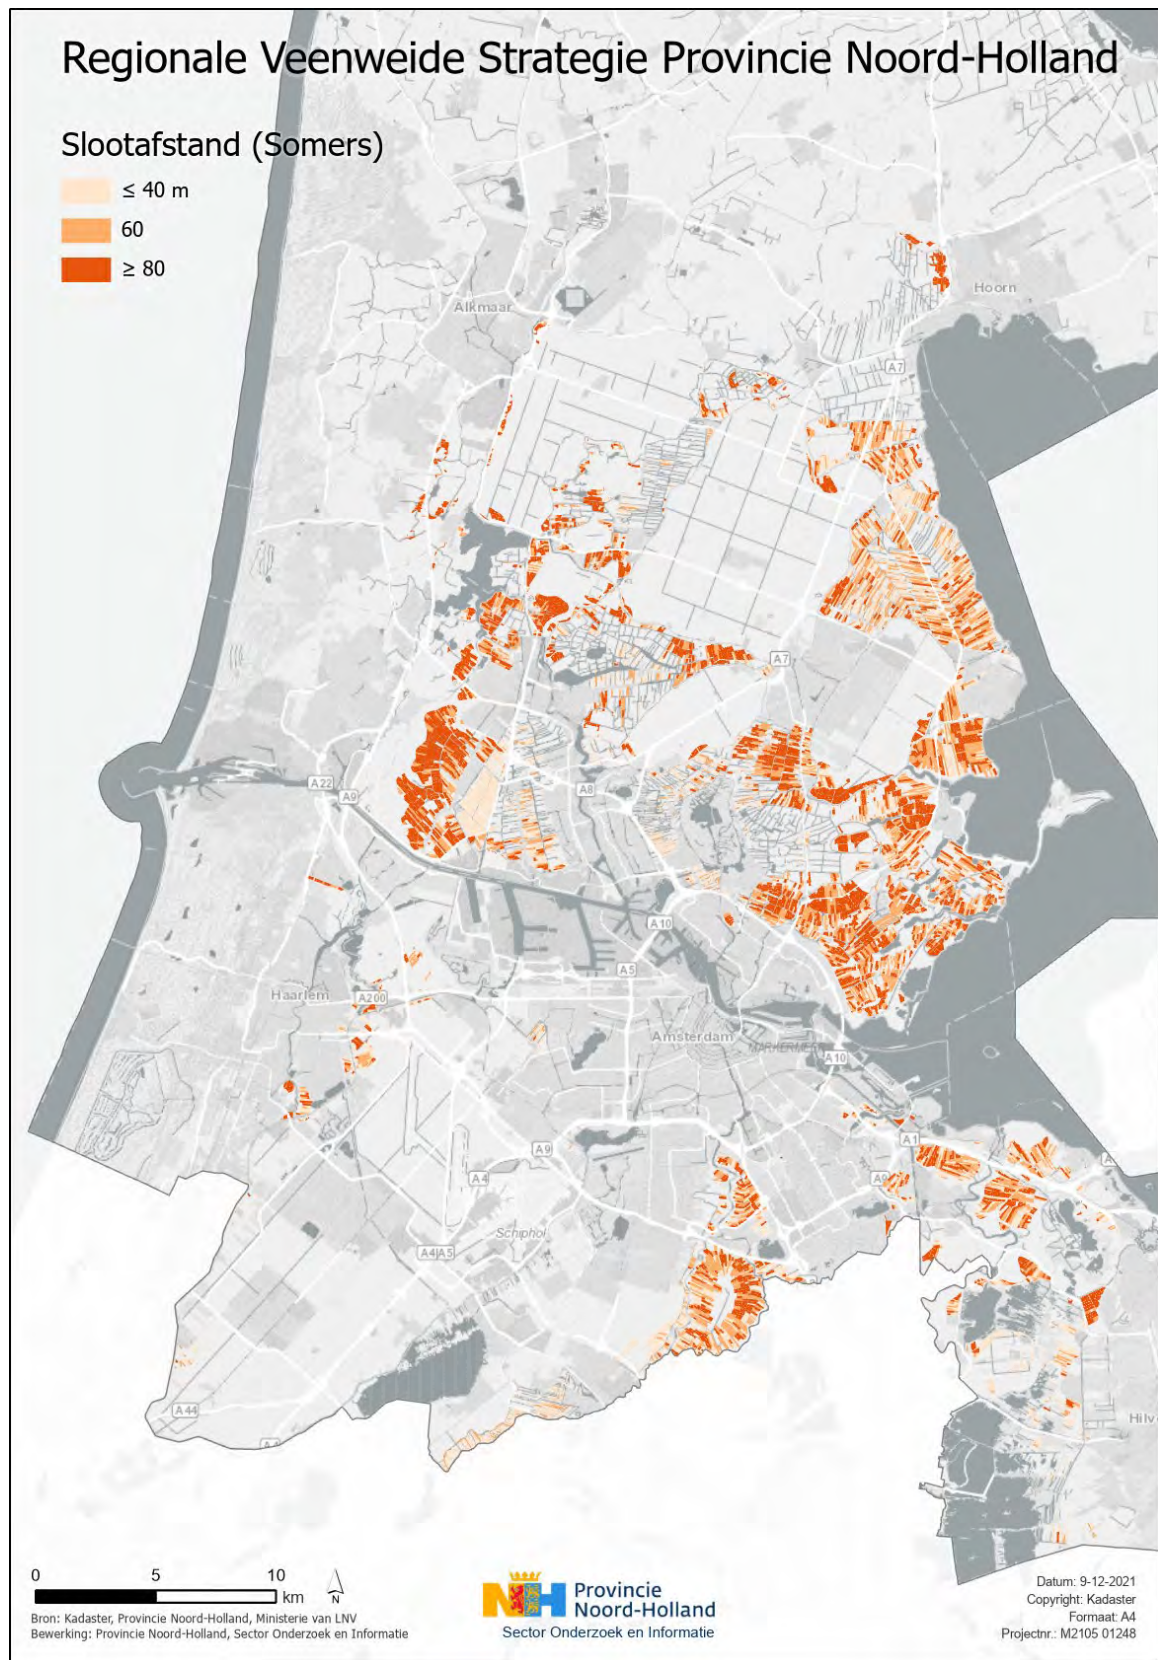 Regionale Veenweide Strategie Provincie Noord-Holland
Slootafstand (Somers)
≤ 40 m
60
≥ 80
Hoorn
Alkmaar
A7
A7
A22
A9
A8
A10
A5
Haarlem
A200
Amsterdam
MARKERMEER
A10
A1
A9
A9
A4
Schiphol
A4|A5
A44
Hilv
0 5 10
km
N
Bron: Kadaster, Provincie Noord-Holland, Ministerie van LNV
Bewerking: Provincie Noord-Holland, Sector Onderzoek en Informatie
Provincie
Noord-Holland
Sector Onderzoek en Informatie
Datum: 9-12-2021
Copyright: Kadaster
Formaat: A4
Projectnr.: M2105 01248